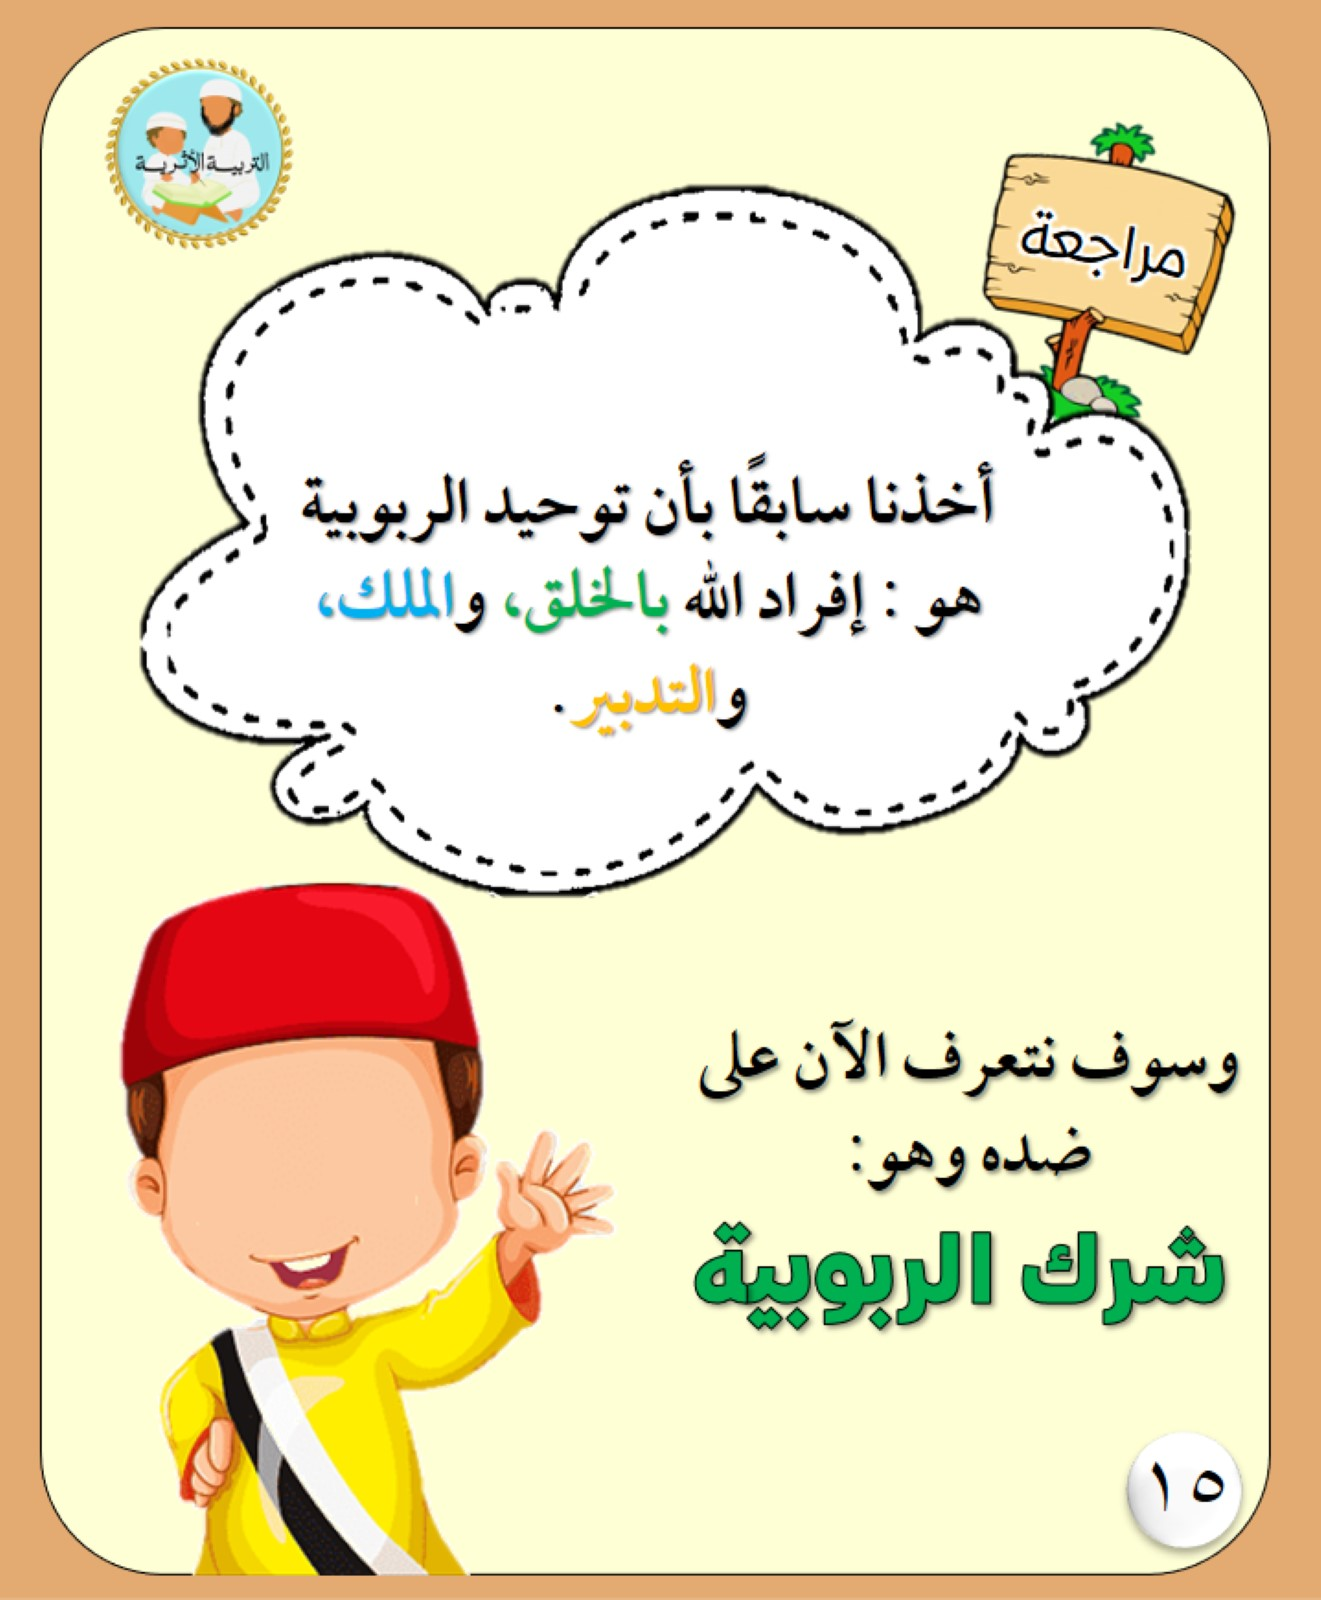 التربية الأثرية
مراجعة
أخذنا سابقًا بأن توحيد الربوبية
هو : إفراد الله بالخلق، والملك،
والتدبير .
وسوف نتعرف الآن على
ضده وهو:
شرك الربوبية
١٥